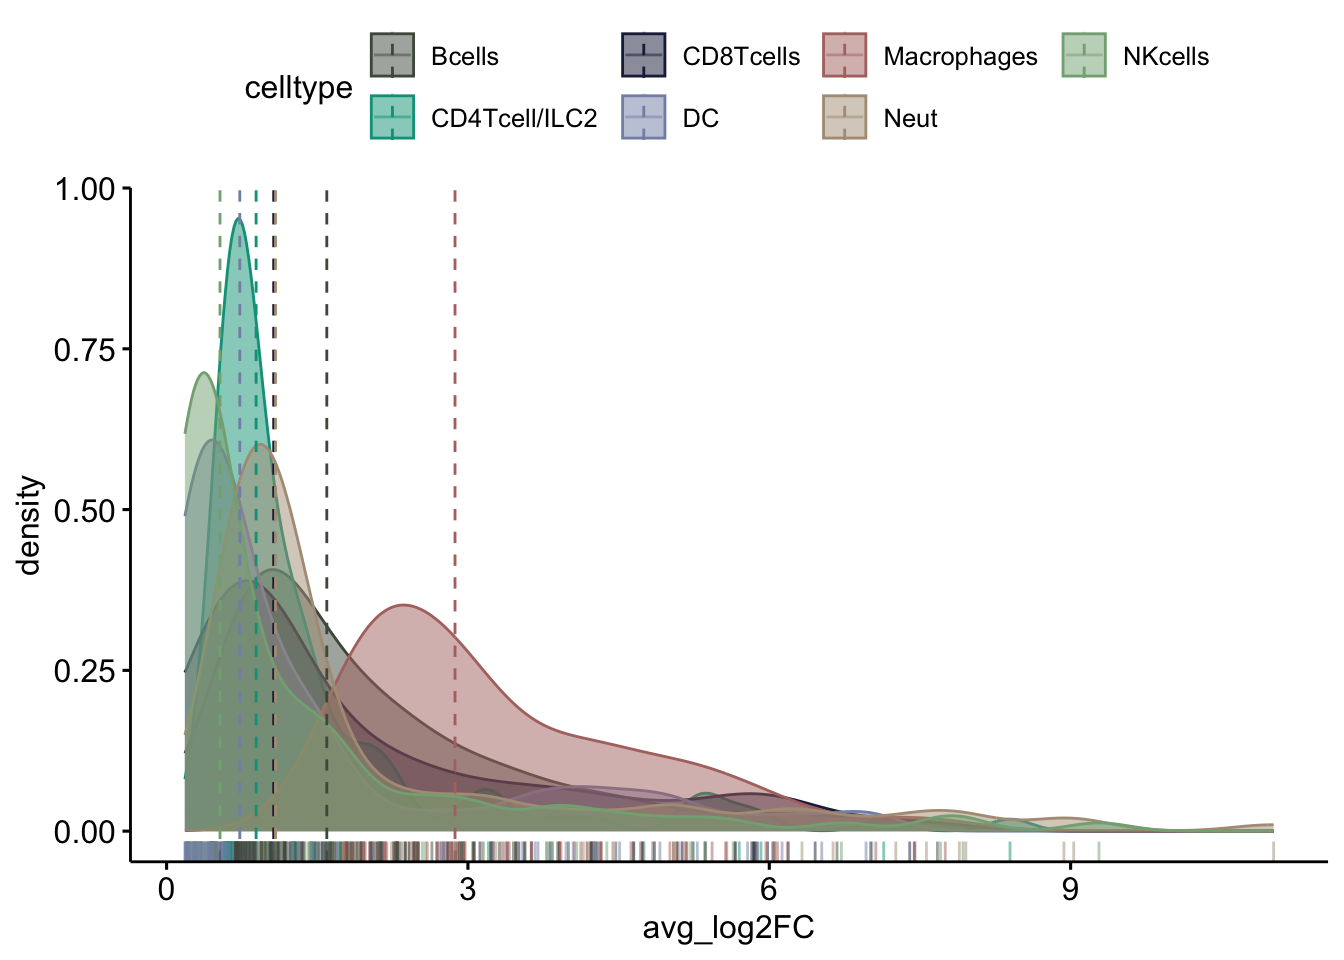 celltype
Bcells CD8Tcells Macrophages NKcells
CD4Tcell/ILC2 DC Neut
1.00
0.75
0.50
0.25
0.00
density
0 3 6 9
avg_log2FC